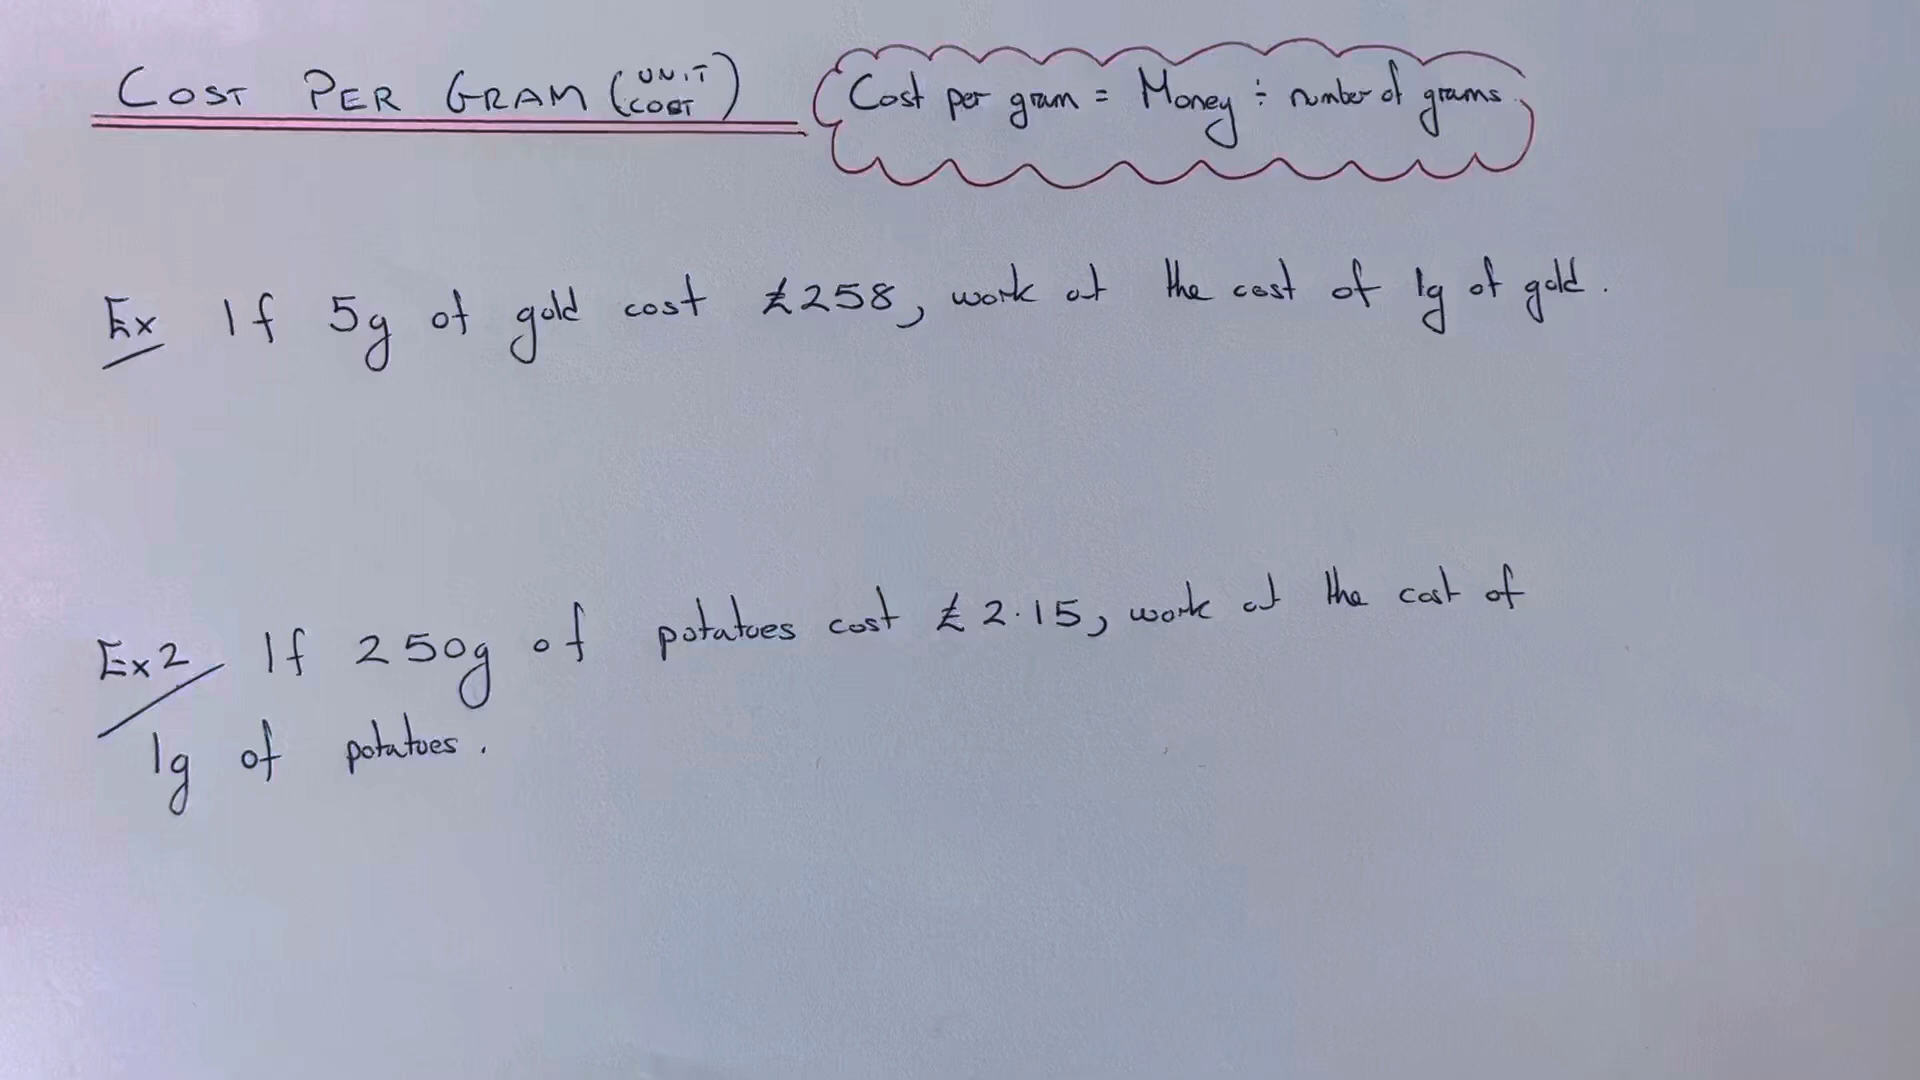 COST PER GRAM (UNIT COST)
Cost per gram = Money ÷ number of grams.
Ex If 5g of gold cost £258, work out the cost of 1g of gold.
Ex2 If 250g of potatoes cost £2.15, work out the cost of
1g of potatoes.